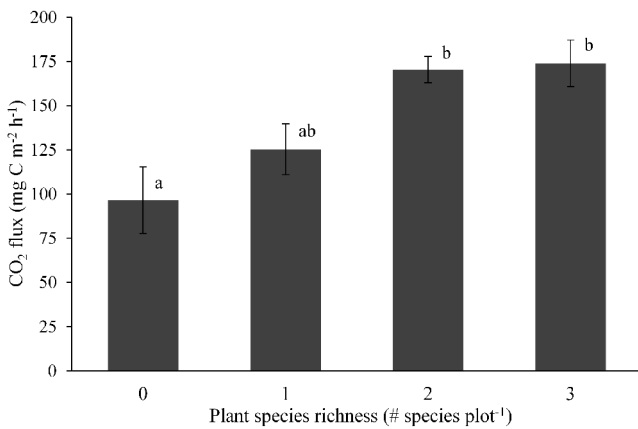 200
175
150
125
100
75
50
25
0
CO₂ flux (mg C m⁻² h⁻¹)
a
ab
b
b
0 1 2 3
Plant species richness (# species plot⁻¹)